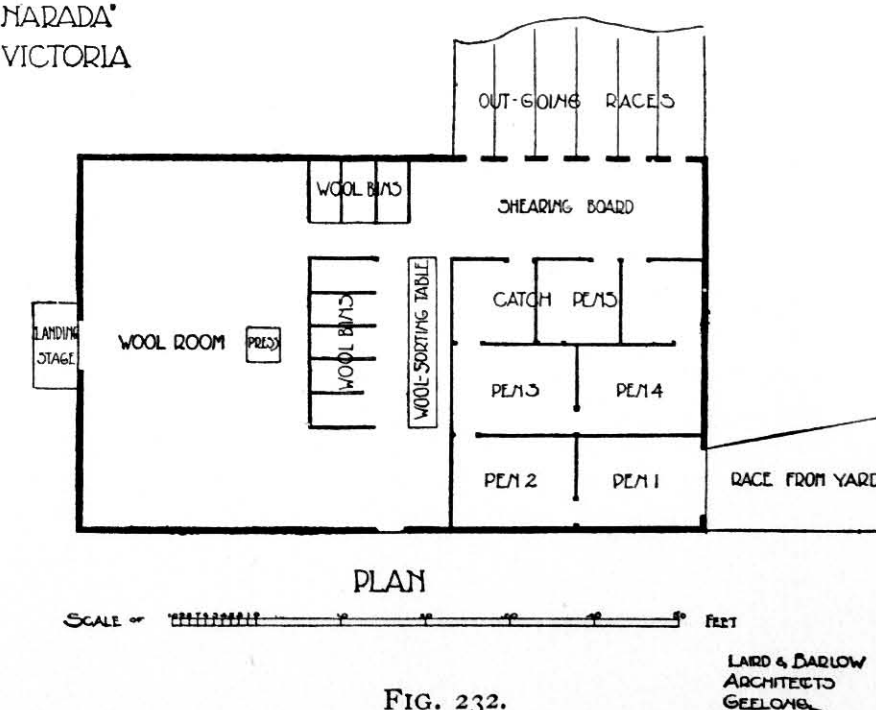 NARADA'
VICTORIA
OUT-GOING RACES
WOOL BINS
SHEARING BOARD
CATCH PENS
LANDING
STAGE
WOOL ROOM
PRESS
WOOL BINS
WOOL-SORTING TABLE
PEN 3
PEN 4
PEN 2
PEN 1
RACE FROM YARD
PLAN
SCALE OF
FEET
LAIRD & BARLOW
ARCHITECTS
GEELONG.
FIG. 232.